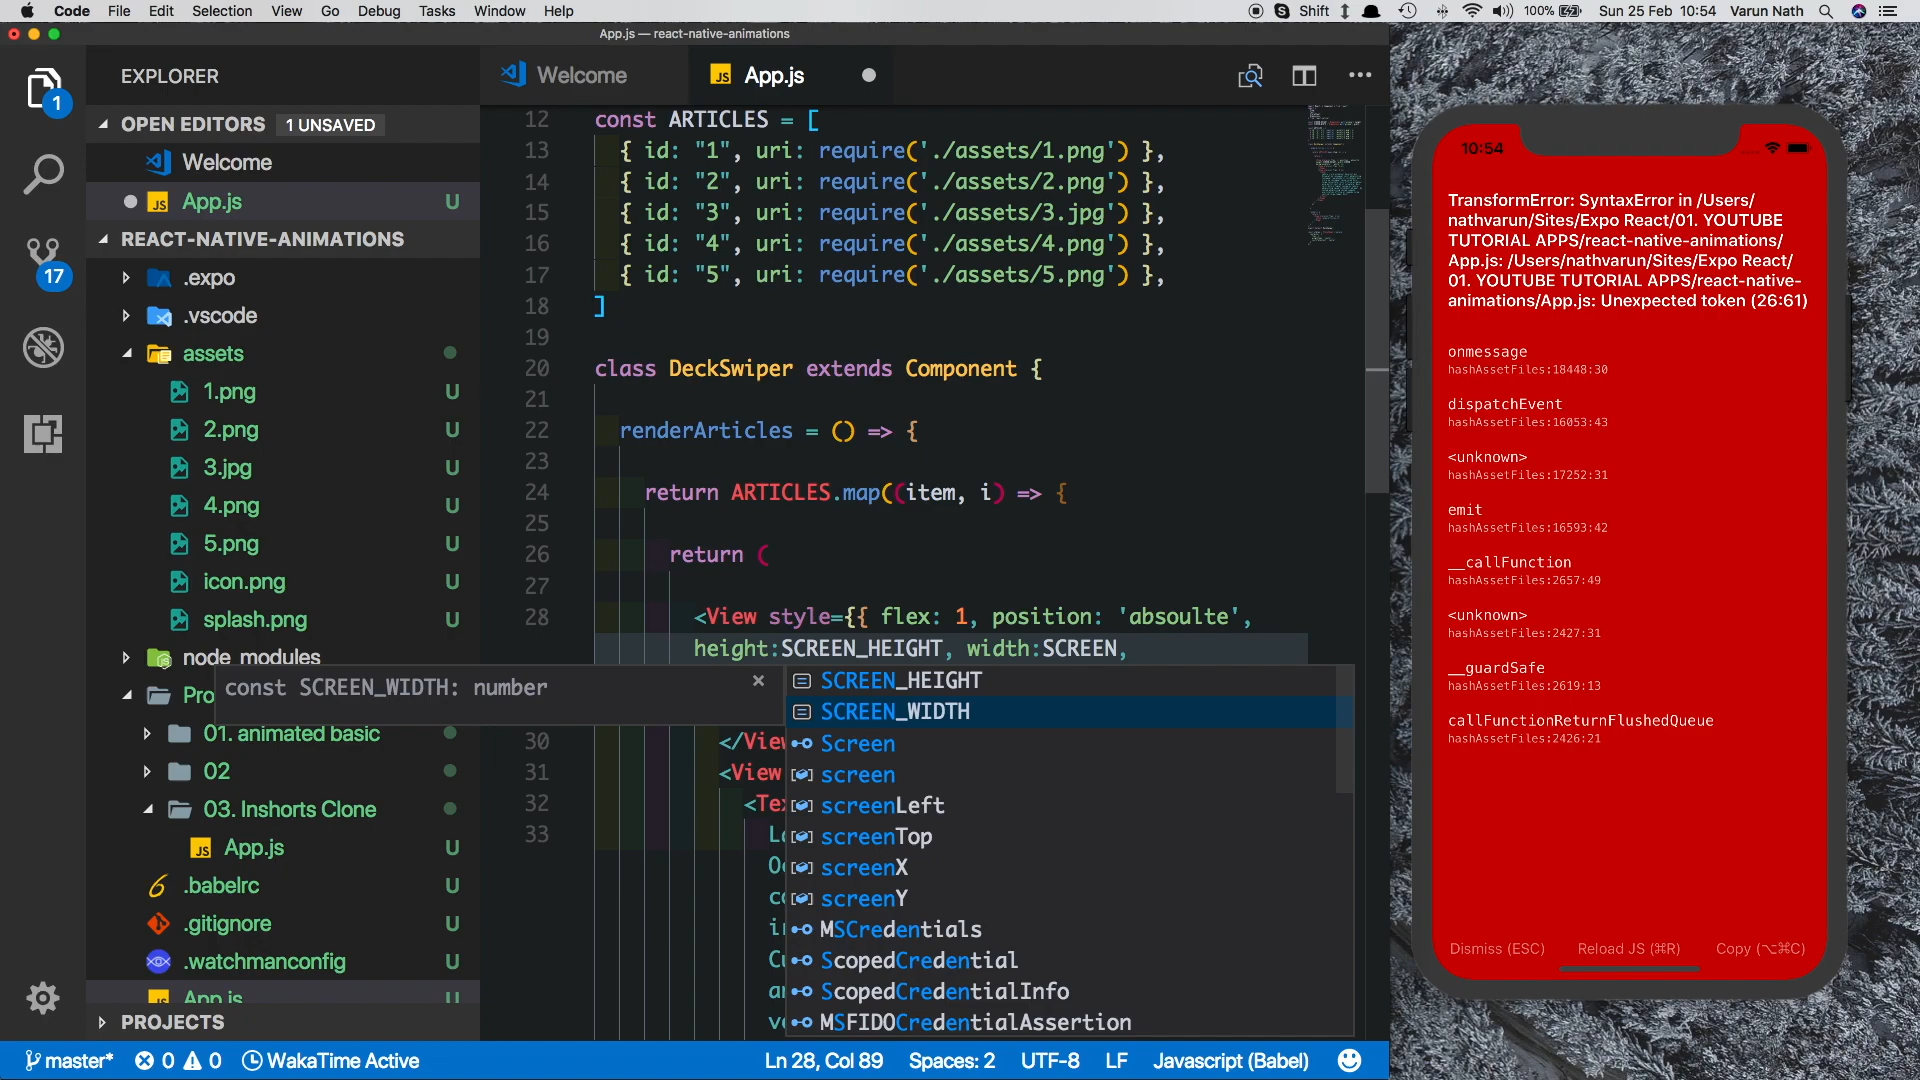 Code File Edit Selection View Go Debug Tasks Window Help
Shift 100% Sun 25 Feb 10:54 Varun Nath
App.js — react-native-animations
EXPLORER
OPEN EDITORS 1 UNSAVED
Welcome
App.js U
REACT-NATIVE-ANIMATIONS
.expo
.vscode
assets
1.png U
2.png U
3.jpg U
4.png U
5.png U
icon.png U
splash.png U
node_modules
Pro
01. animated basic
02
03. Inshorts Clone
App.js U
.babelrc U
.gitignore U
.watchmanconfig U
App.js U
PROJECTS
1
17
Welcome
App.js
12 const ARTICLES = [
13 { id: "1", uri: require('./assets/1.png') },
14 { id: "2", uri: require('./assets/2.png') },
15 { id: "3", uri: require('./assets/3.jpg') },
16 { id: "4", uri: require('./assets/4.png') },
17 { id: "5", uri: require('./assets/5.png') },
18 ]
19
20 class DeckSwiper extends Component {
21
22 renderArticles = () => {
23
24 return ARTICLES.map((item, i) => {
25
26 return (
27
28 <View style={{ flex: 1, position: 'absoulte',
height:SCREEN_HEIGHT, width:SCREEN,
const SCREEN_WIDTH: number ×
30 </View
31 <View
32 <Tex
33 Lo
SCREEN_HEIGHT
SCREEN_WIDTH
Screen
screen
screenLeft
screenTop
screenX
screenY
MSCredentials
ScopedCredential
ScopedCredentialInfo
MSFIDOCredentialAssertion
master* 0 0 WakaTime Active
Ln 28, Col 89 Spaces: 2 UTF-8 LF Javascript (Babel)
10:54
TransformError: SyntaxError in /Users/
nathvarun/Sites/Expo React/01. YOUTUBE
TUTORIAL APPS/react-native-animations/
App.js: /Users/nathvarun/Sites/Expo React/
01. YOUTUBE TUTORIAL APPS/react-native-
animations/App.js: Unexpected token (26:61)
onmessage
hashAssetFiles:18448:30
dispatchEvent
hashAssetFiles:16053:43
<unknown>
hashAssetFiles:17252:31
emit
hashAssetFiles:16593:42
__callFunction
hashAssetFiles:2657:49
<unknown>
hashAssetFiles:2427:31
__guardSafe
hashAssetFiles:2619:13
callFunctionReturnFlushedQueue
hashAssetFiles:2426:21
Dismiss (ESC) Reload JS (⌘R) Copy (⌥⌘C)